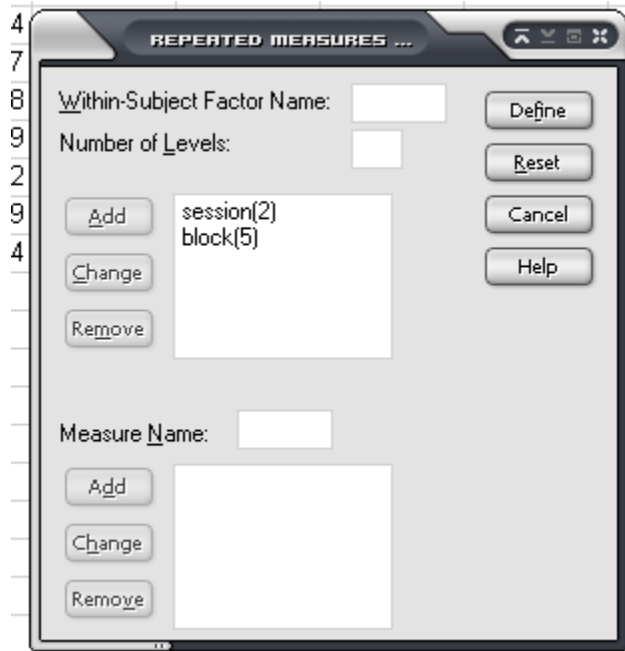 4
REPEATED MEASURES ...
7
8
Within-Subject Factor Name:
Define
9
Number of Levels:
Reset
2
9
Add
session(2)
Cancel
block(5)
4
Change
Help
Remove
Measure Name:
Add
Change
Remove